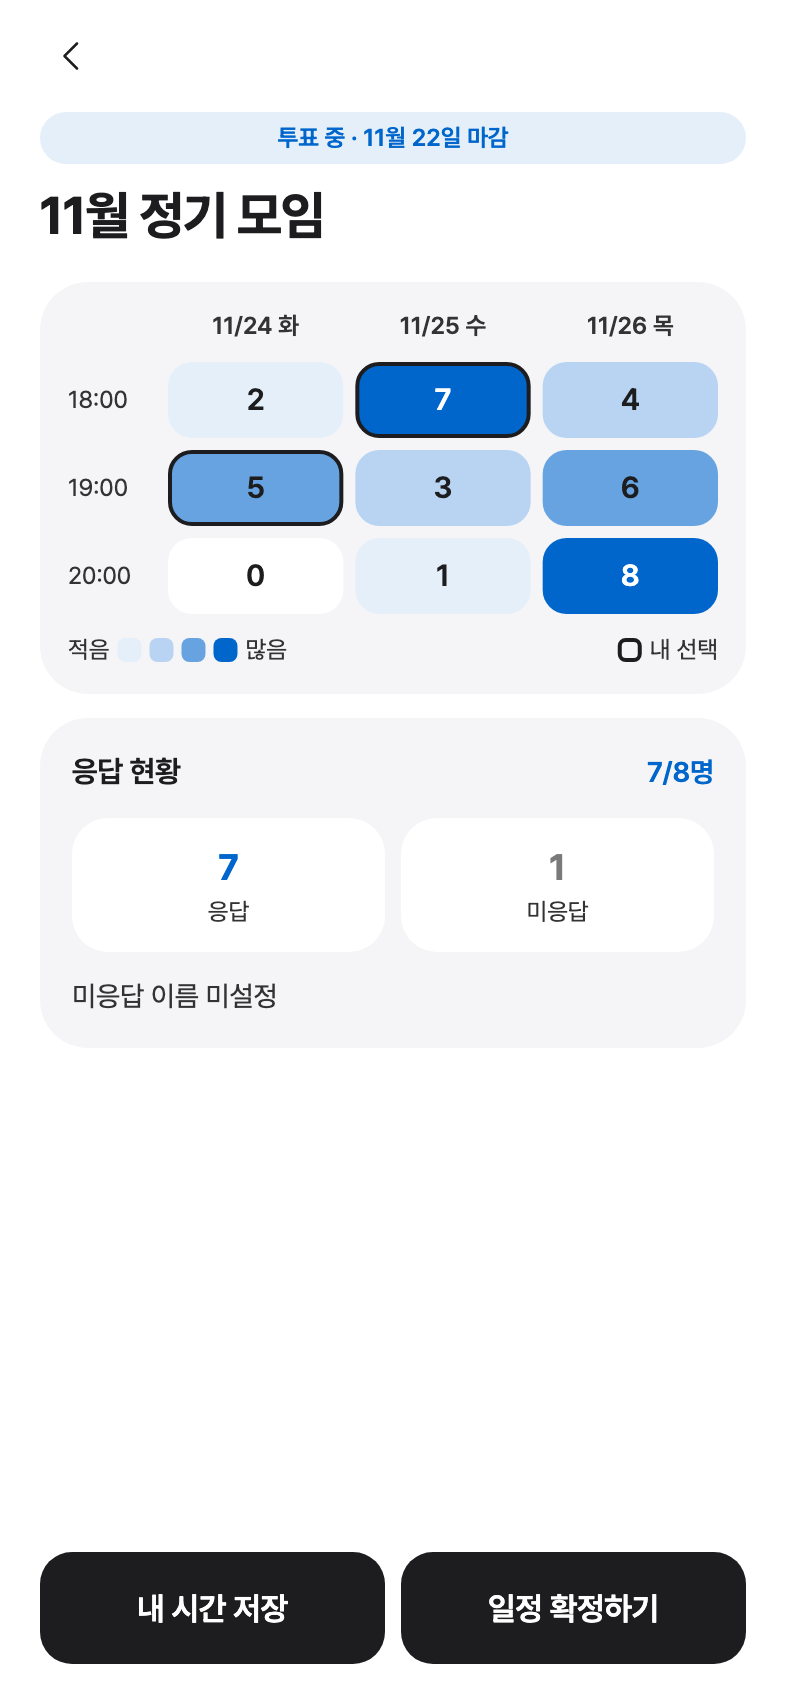 투표 중 · 11월 22일 마감
11월 정기 모임
11/24 화 11/25 수 11/26 목
18:00 2 7 4
19:00 5 3 6
20:00 0 1 8
적음 많음 내 선택
응답 현황 7/8명
7 1
응답 미응답
미응답 이름 미설정
내 시간 저장 일정 확정하기